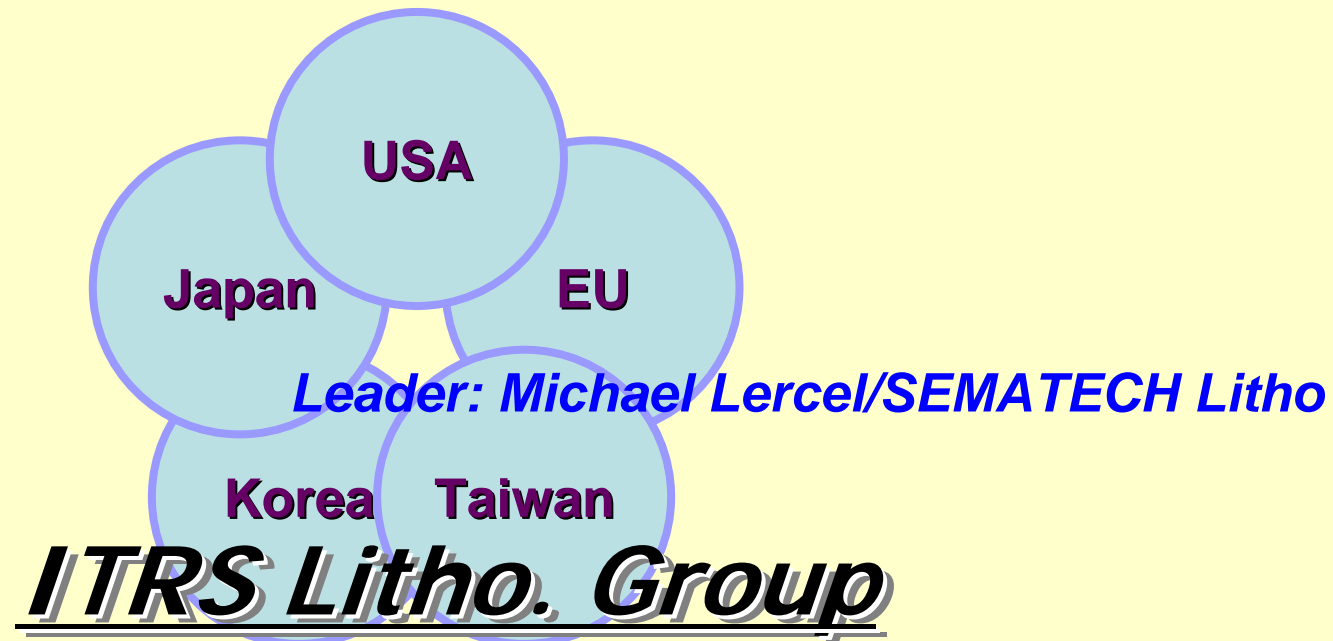 USA
Japan
EU
Leader: Michael Lercel/SEMATECH Litho
Korea
Taiwan
ITRS Litho. Group